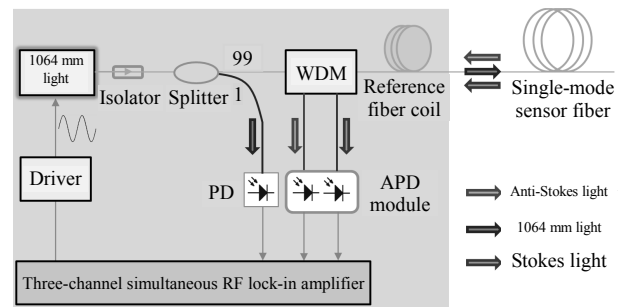 1064 mm
light
Isolator
Splitter
99
1
WDM
Reference
fiber coil
Single-mode
sensor fiber
Driver
PD
APD
module
Anti-Stokes light
1064 mm light
Stokes light
Three-channel simultaneous RF lock-in amplifier